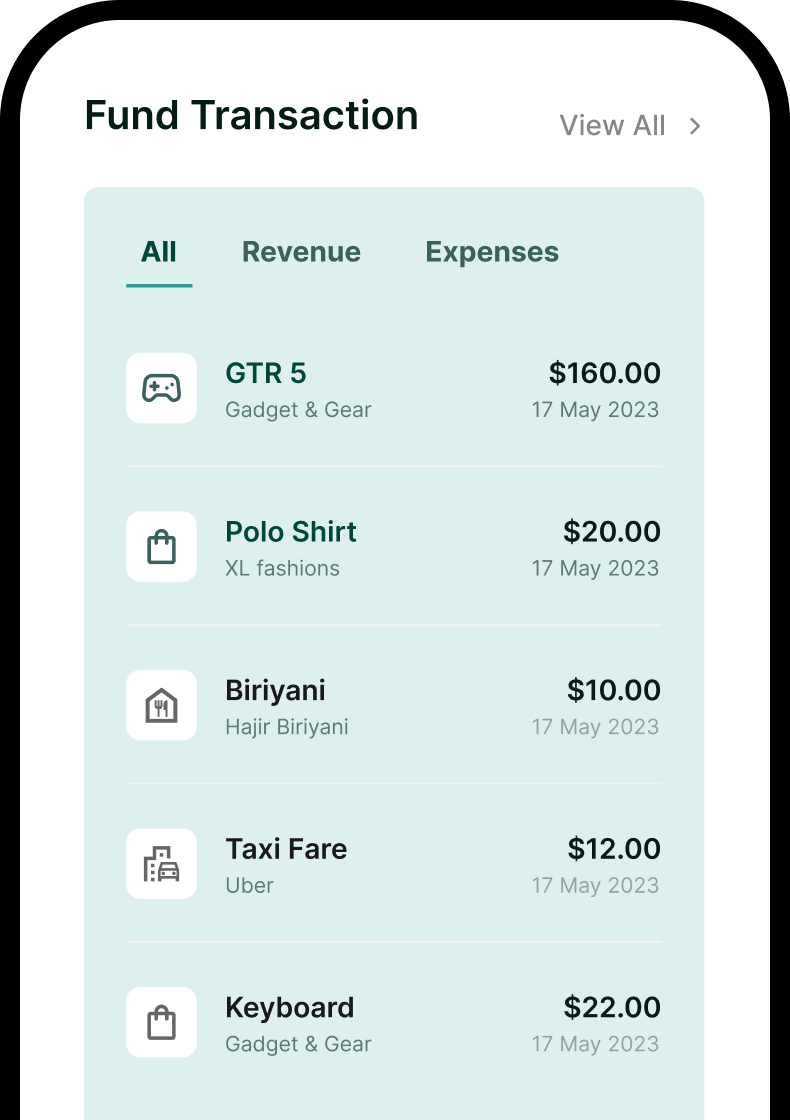 Fund Transaction
View All
All Revenue Expenses
GTR 5 $160.00
Gadget & Gear 17 May 2023
Polo Shirt $20.00
XL fashions 17 May 2023
Biriyani $10.00
Hajir Biriyani 17 May 2023
Taxi Fare $12.00
Uber 17 May 2023
Keyboard $22.00
Gadget & Gear 17 May 2023